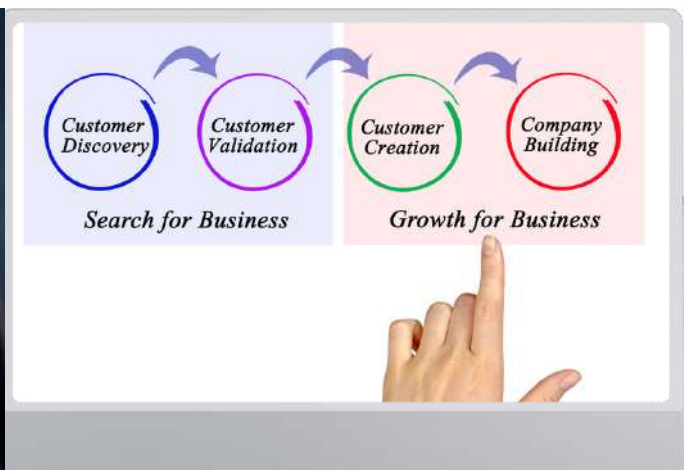 Customer
Discovery
Customer
Validation
Customer
Creation
Company
Building
Search for Business
Growth for Business